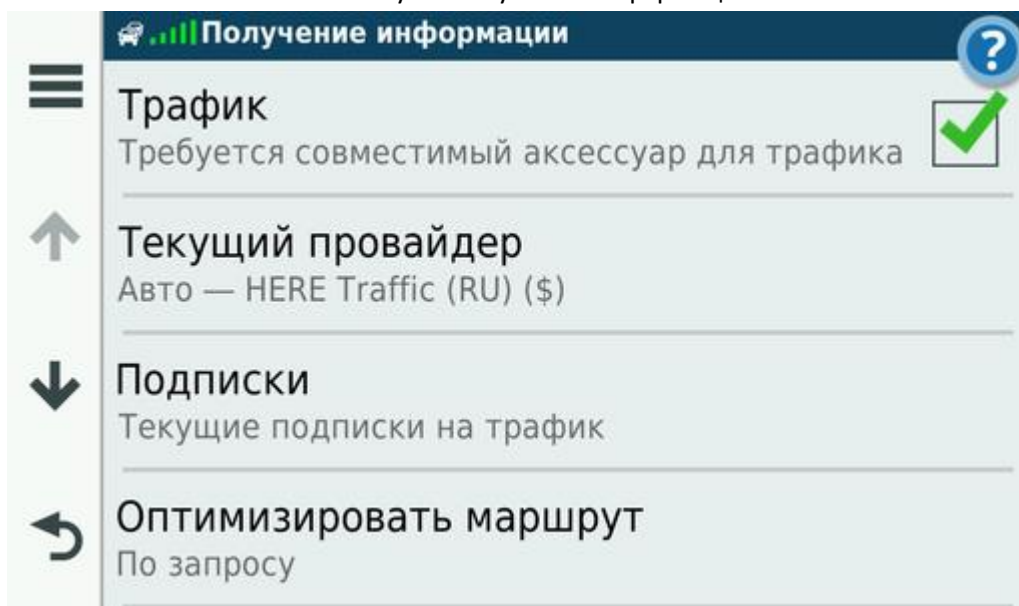 Получение информации
Трафик
Требуется совместимый аксессуар для трафика
Текущий провайдер
Авто — HERE Traffic (RU) ($)
Подписки
Текущие подписки на трафик
Оптимизировать маршрут
По запросу